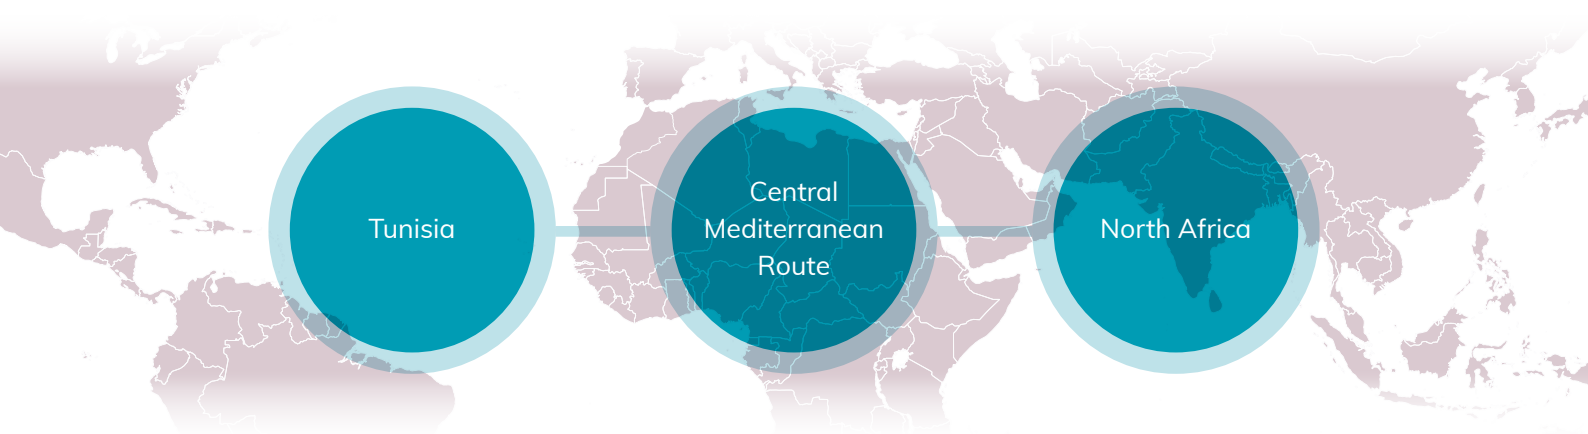 Tunisia
Central
Mediterranean
Route
North Africa